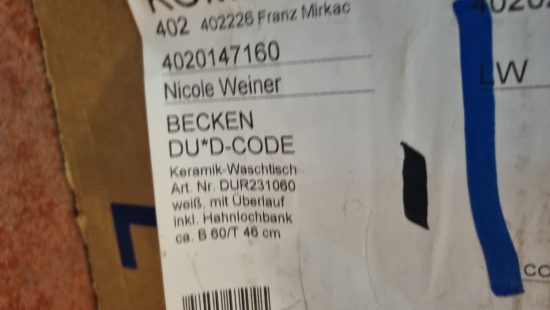 402 402226 Franz Mirkac
4020147160
Nicole Weiner
BECKEN
DU*D-CODE
Keramik-Waschtisch
Art. Nr. DUR231060
weiß, mit Überlauf
inkl. Hahnlochbank
ca. B 60/T 46 cm
LW